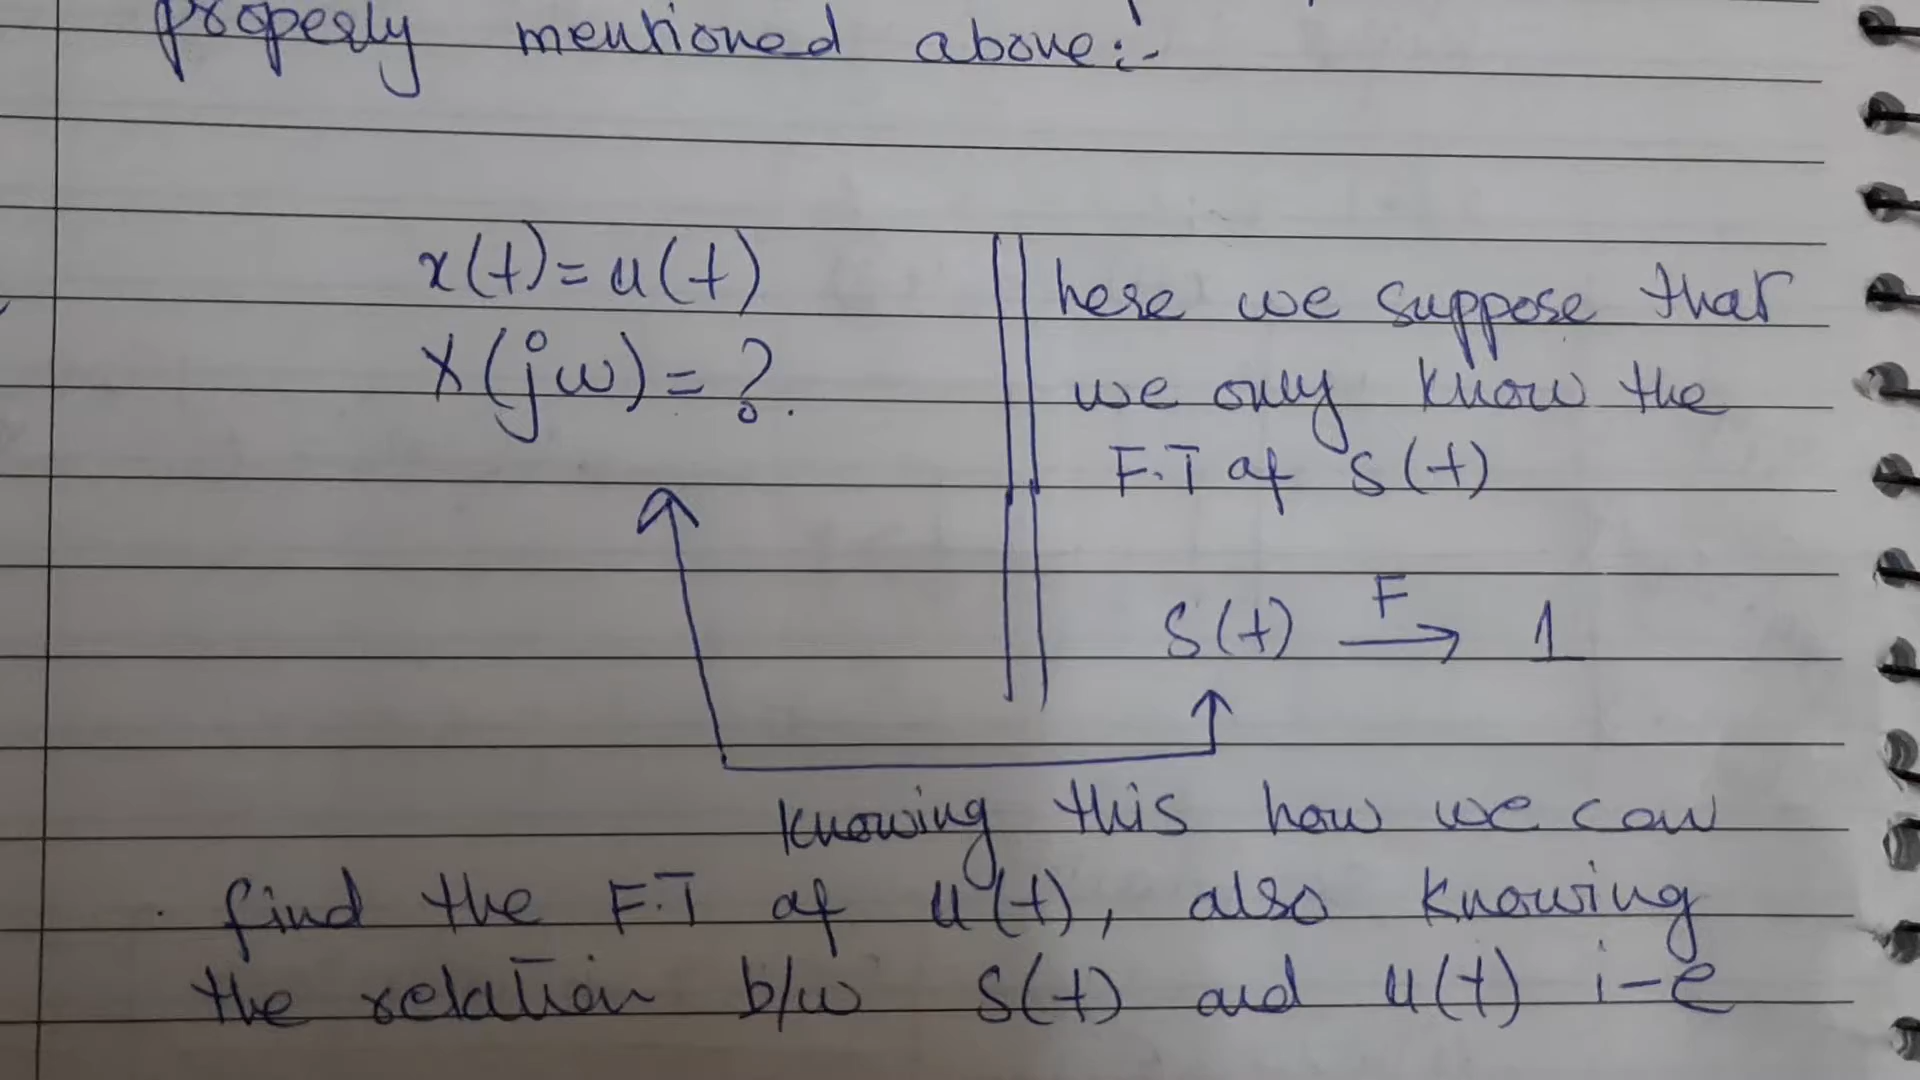 properly mentioned above:-
x(t)=u(t)
X(jω)=?
here we suppose that
we only know the
F.T of δ(t)
δ(t) F→ 1
knowing this how we can
find the F.T of u(t), also knowing
the relation b/w δ(t) and u(t) i-e